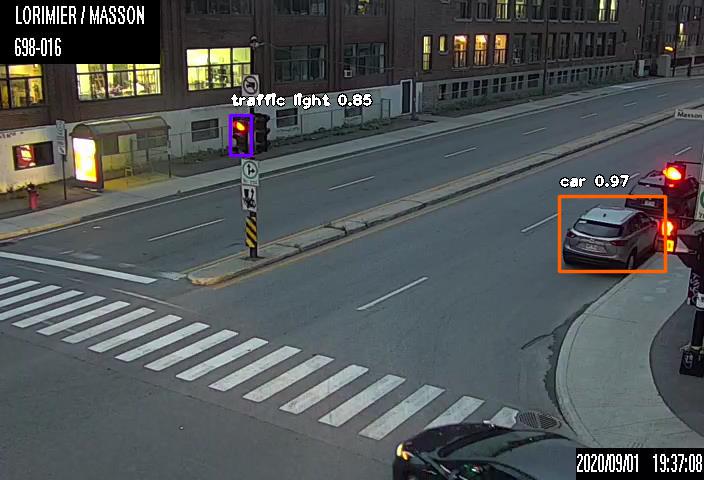 LORIMIER / MASSON
698-016
traffic light 0.85
Masson
car 0.97
2020/09/01 19:37:08